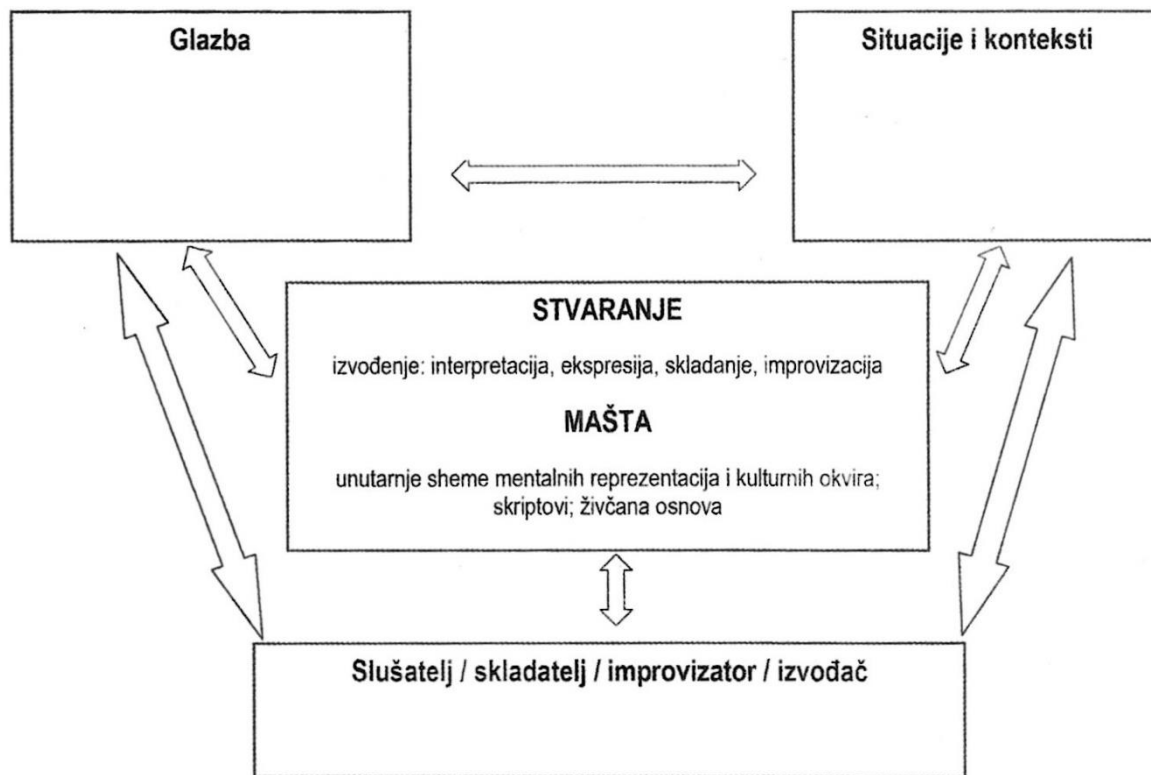 Glazba
Situacije i konteksti
STVARANJE
izvođenje: interpretacija, ekspresija, skladanje, improvizacija
MAŠTA
unutarnje sheme mentalnih reprezentacija i kulturnih okvira;
skriptovi; živčana osnova
Slušatelj / skladatelj / improvizator / izvođač